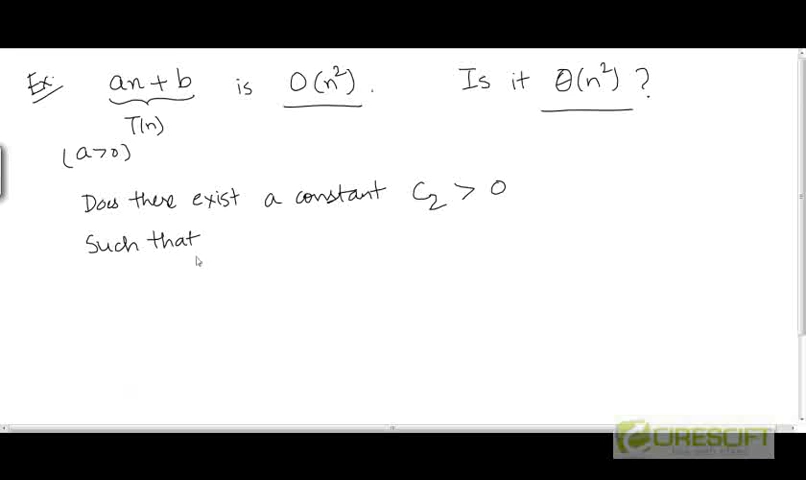 Ex: an + b is O(n²). Is it Θ(n²)?
T(n)
(a>0)
Does there exist a constant C₂ > 0
Such that
CIRESOFT